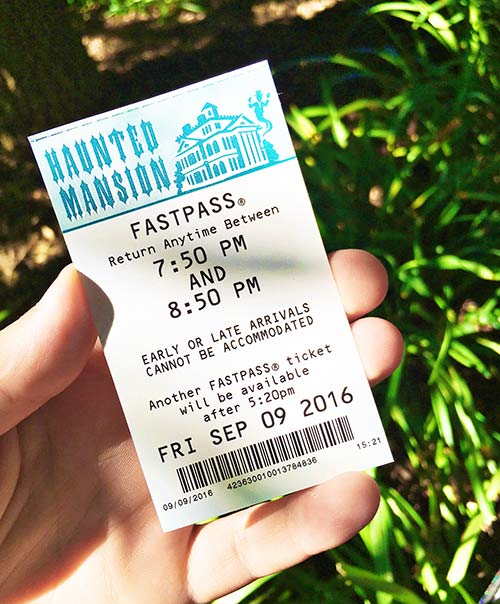 HAUNTED
MANSION
FASTPASS®
Return Anytime Between
7:50 PM
AND
8:50 PM
EARLY OR LATE ARRIVALS
CANNOT BE ACCOMMODATED
Another FASTPASS® ticket
will be available
after 5:20pm
FRI SEP 09 2016
09/09/2016 423630010013784836 15:21